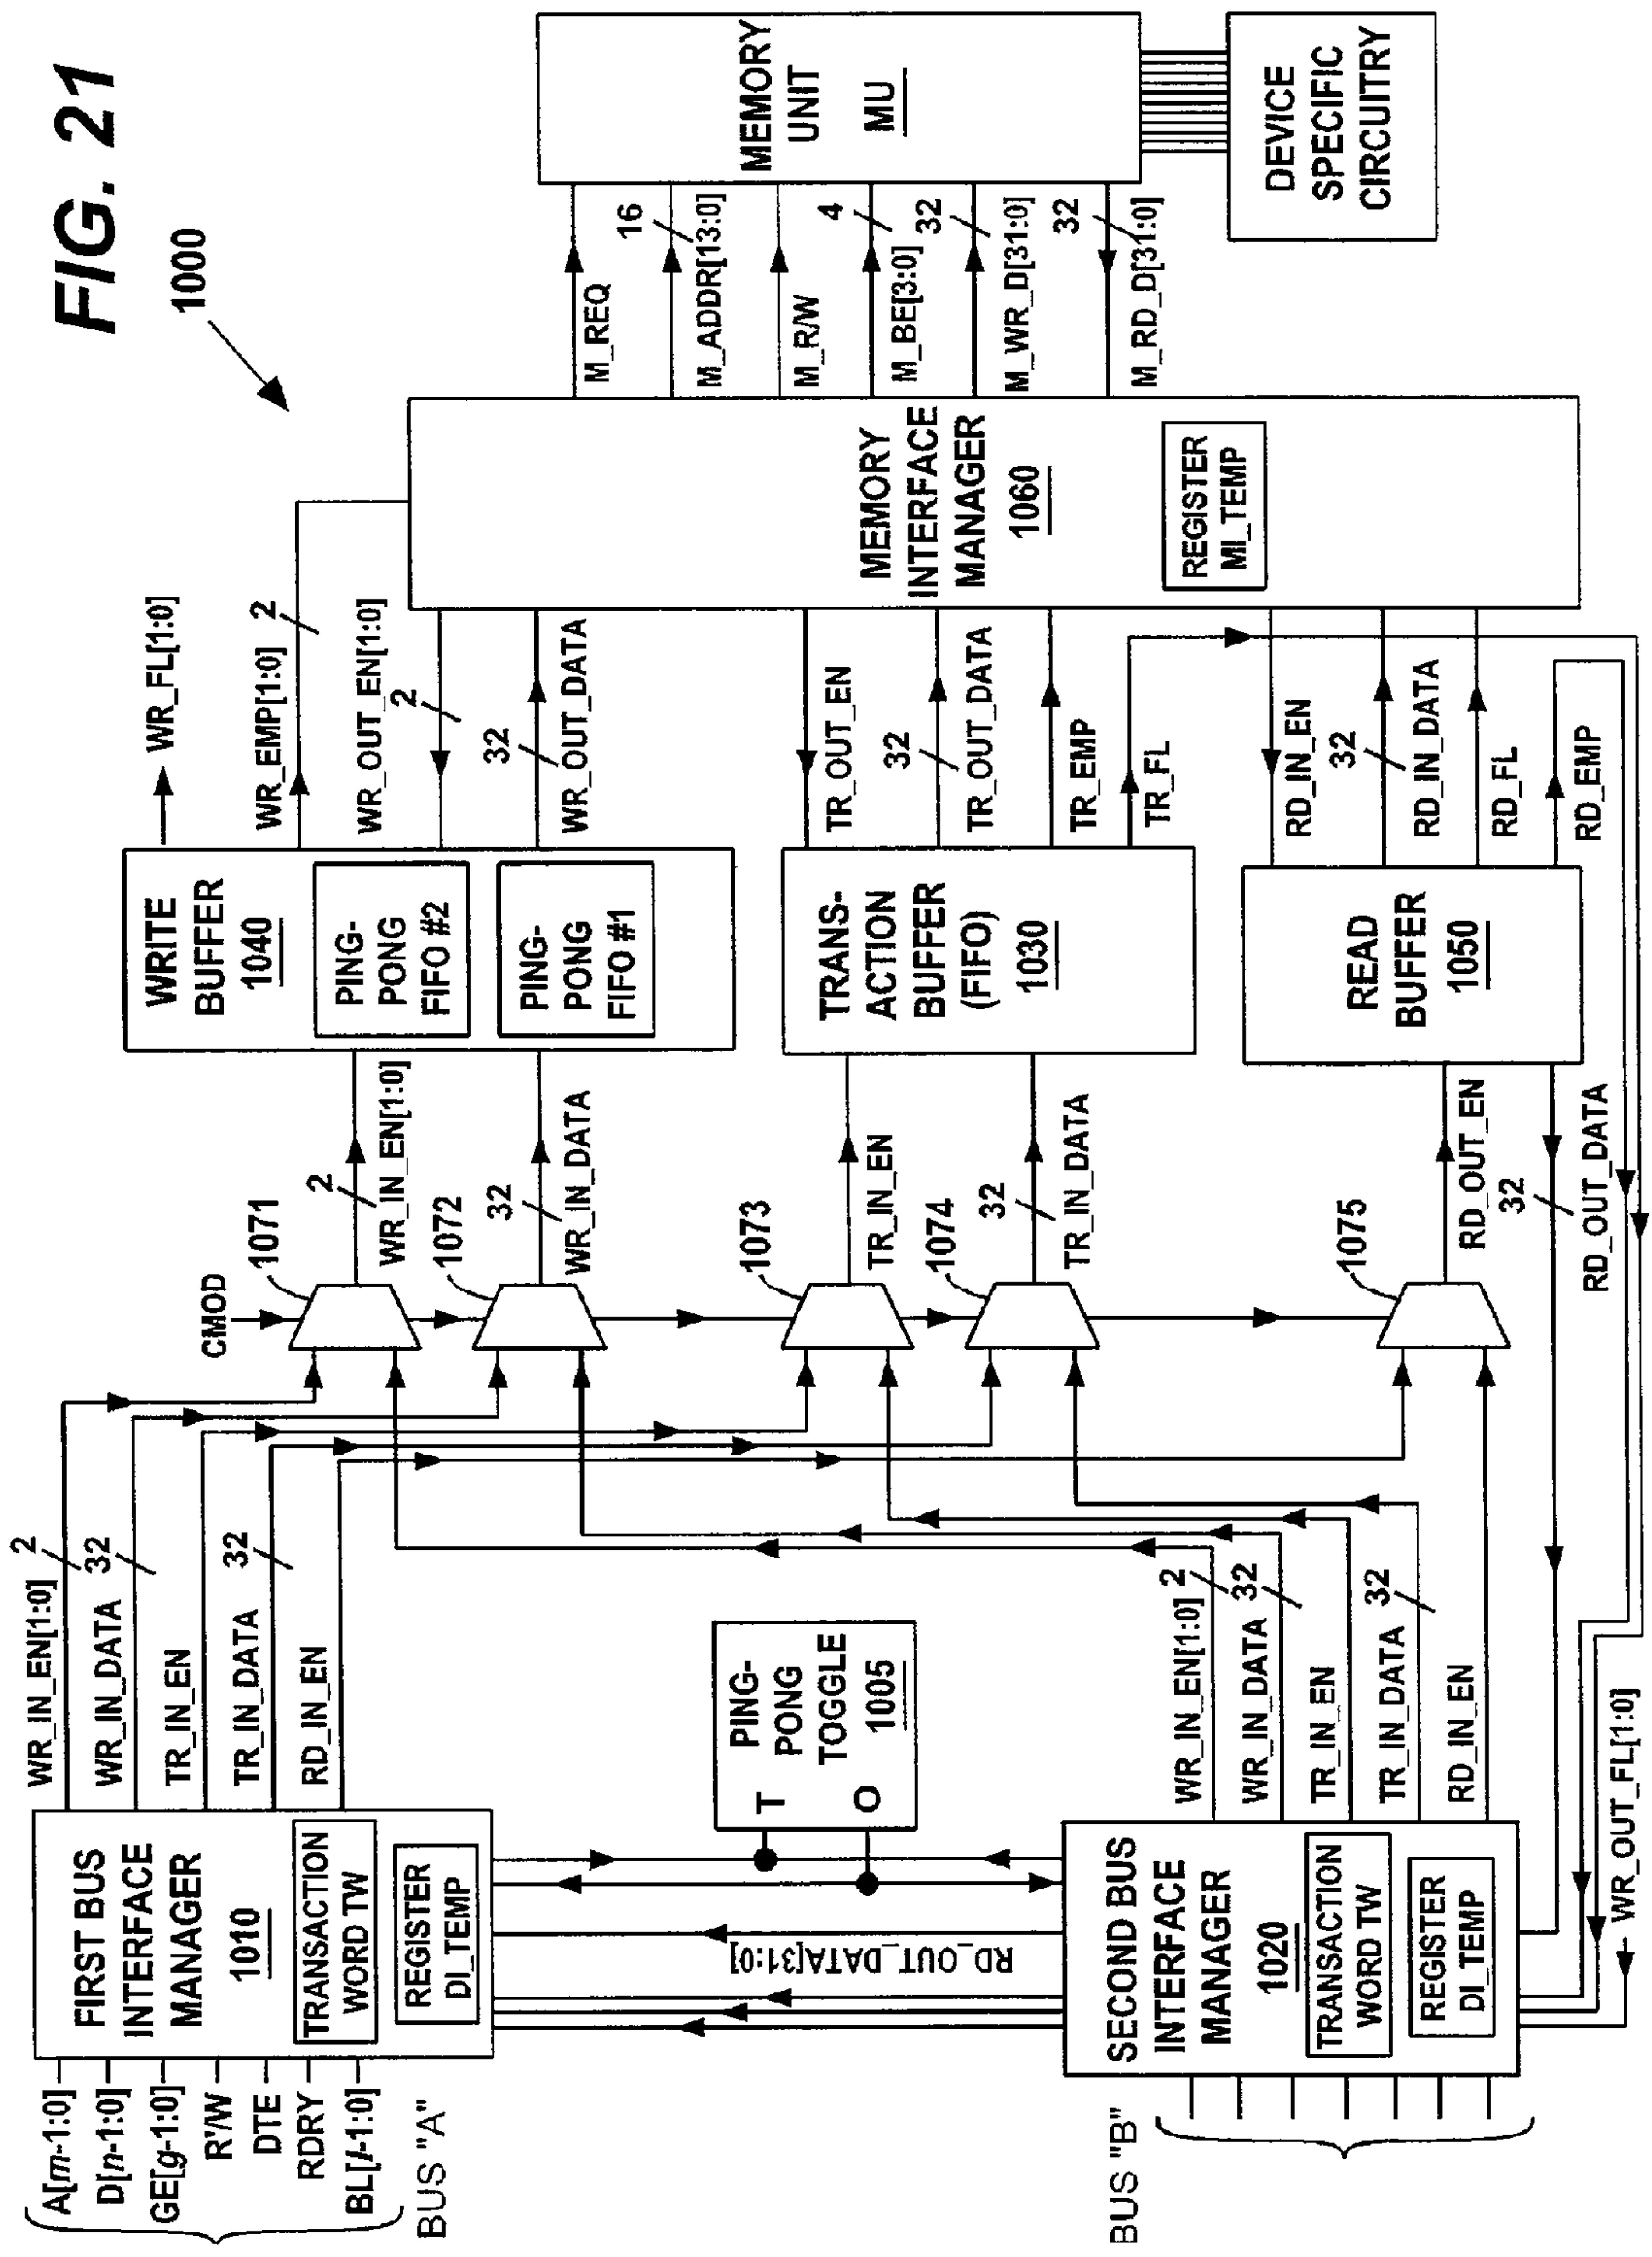 FIG. 21
1000
A[m-1:0]
D[n-1:0]
GE[g-1:0]
R'/W
DTE
RDRY
BL[l-1:0]
BUS "A"
FIRST BUS
INTERFACE
MANAGER
1010
TRANSACTION
WORD TW
REGISTER
DI_TEMP
WR_IN_EN[1:0]
2
WR_IN_DATA
32
TR_IN_EN
TR_IN_DATA
32
RD_IN_EN
PING-
PONG
TOGGLE
1005
T
O
RD_OUT_DATA[31:0]
BUS "B"
SECOND BUS
INTERFACE
MANAGER
1020
TRANSACTION
WORD TW
REGISTER
DI_TEMP
WR_IN_EN[1:0]
2
WR_IN_DATA
32
TR_IN_EN
TR_IN_DATA
32
RD_IN_EN
WR_OUT_FL[1:0]
CMOD
1071
1072
1073
1074
1075
2
WR_IN_EN[1:0]
32
WR_IN_DATA
TR_IN_EN
32
TR_IN_DATA
RD_OUT_EN
32
RD_OUT_DATA
WRITE
BUFFER
1040
PING-
PONG
FIFO #2
PING-
PONG
FIFO #1
TRANS-
ACTION
BUFFER
(FIFO)
1030
READ
BUFFER
1050
WR_FL[1:0]
WR_EMP[1:0]
2
WR_OUT_EN[1:0]
2
32
WR_OUT_DATA
TR_OUT_EN
32
TR_OUT_DATA
TR_EMP
TR_FL
RD_IN_EN
32
RD_IN_DATA
RD_FL
RD_EMP
MEMORY
INTERFACE
MANAGER
1060
REGISTER
MI_TEMP
M_REQ
16
M_ADDR[13:0]
M_R/W
4
M_BE[3:0]
32
M_WR_D[31:0]
32
M_RD_D[31:0]
MEMORY
UNIT
MU
DEVICE
SPECIFIC
CIRCUITRY